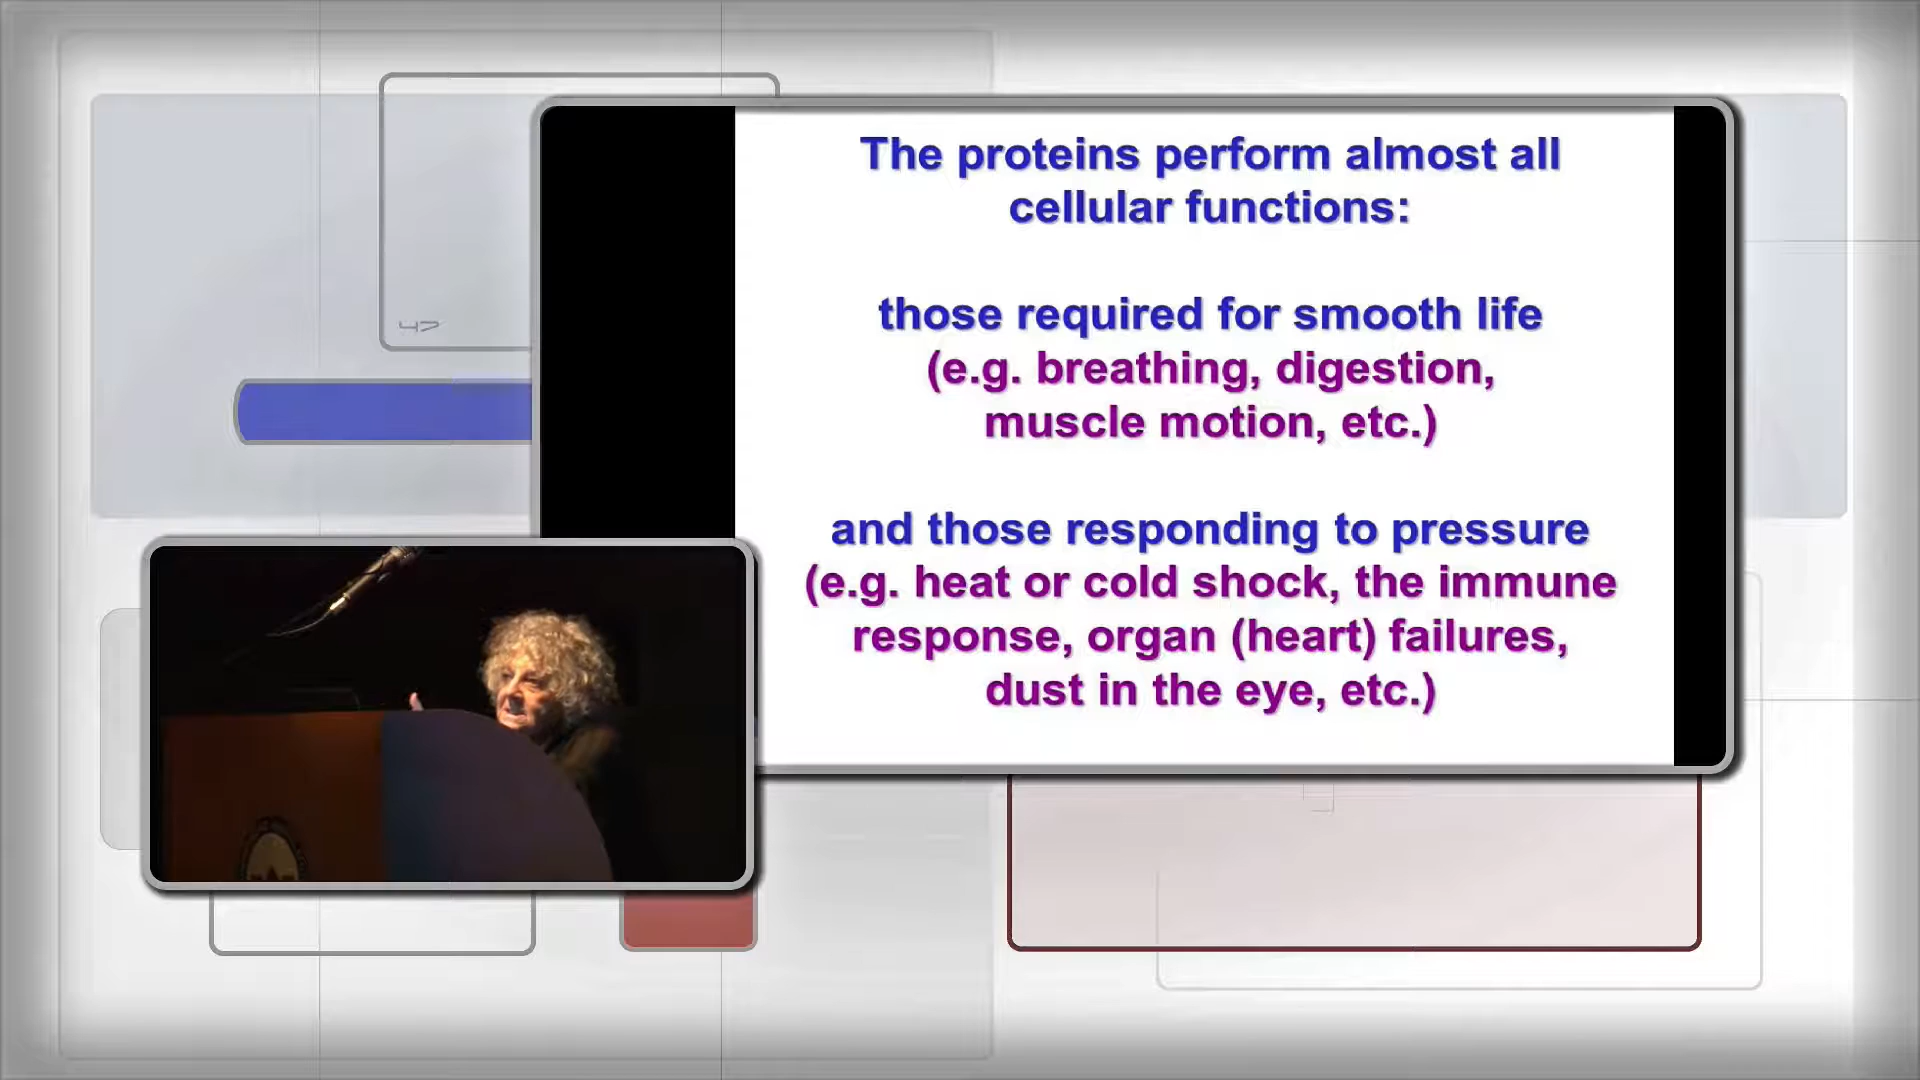 The proteins perform almost all
cellular functions:
those required for smooth life
(e.g. breathing, digestion,
muscle motion, etc.)
and those responding to pressure
(e.g. heat or cold shock, the immune
response, organ (heart) failures,
dust in the eye, etc.)